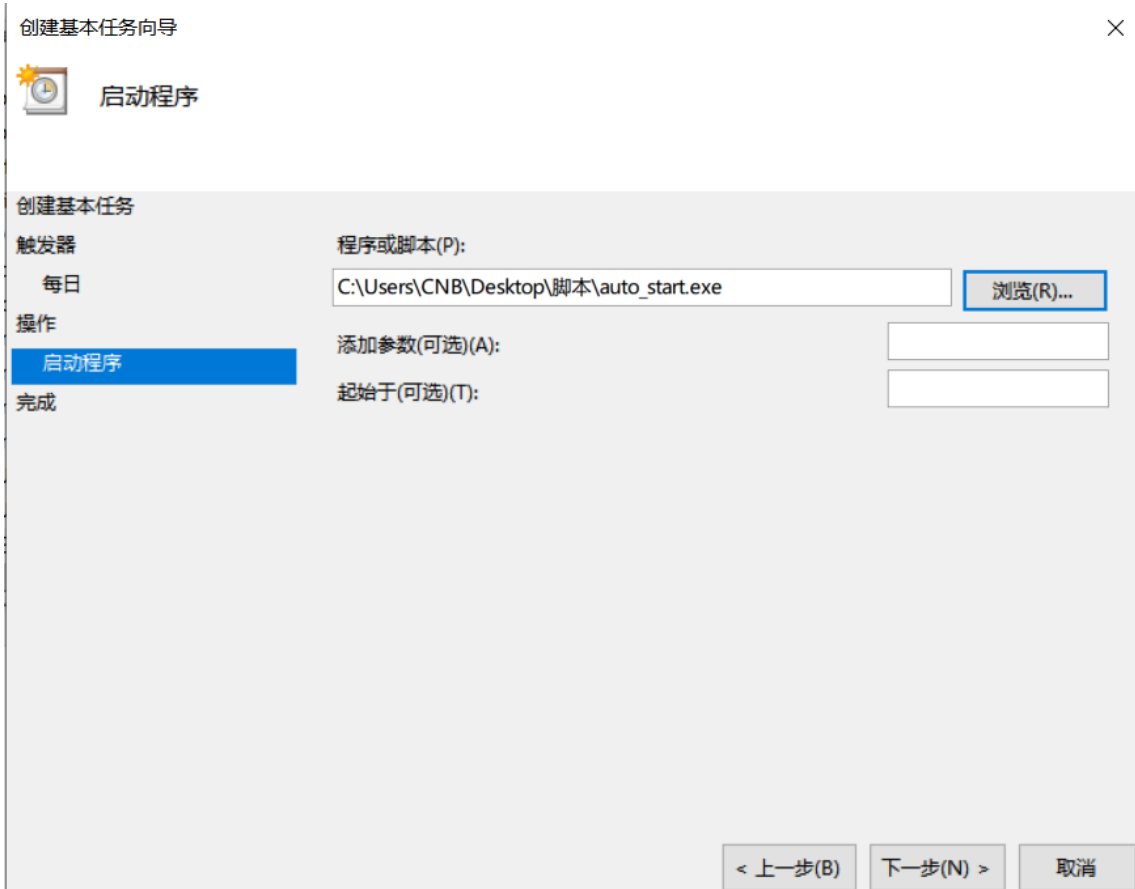 创建基本任务向导
启动程序
创建基本任务
触发器
每日
操作
启动程序
完成
程序或脚本(P):
C:\Users\CNB\Desktop\脚本\auto_start.exe
浏览(R)...
添加参数(可选)(A):
起始于(可选)(T):
< 上一步(B)
下一步(N) >
取消